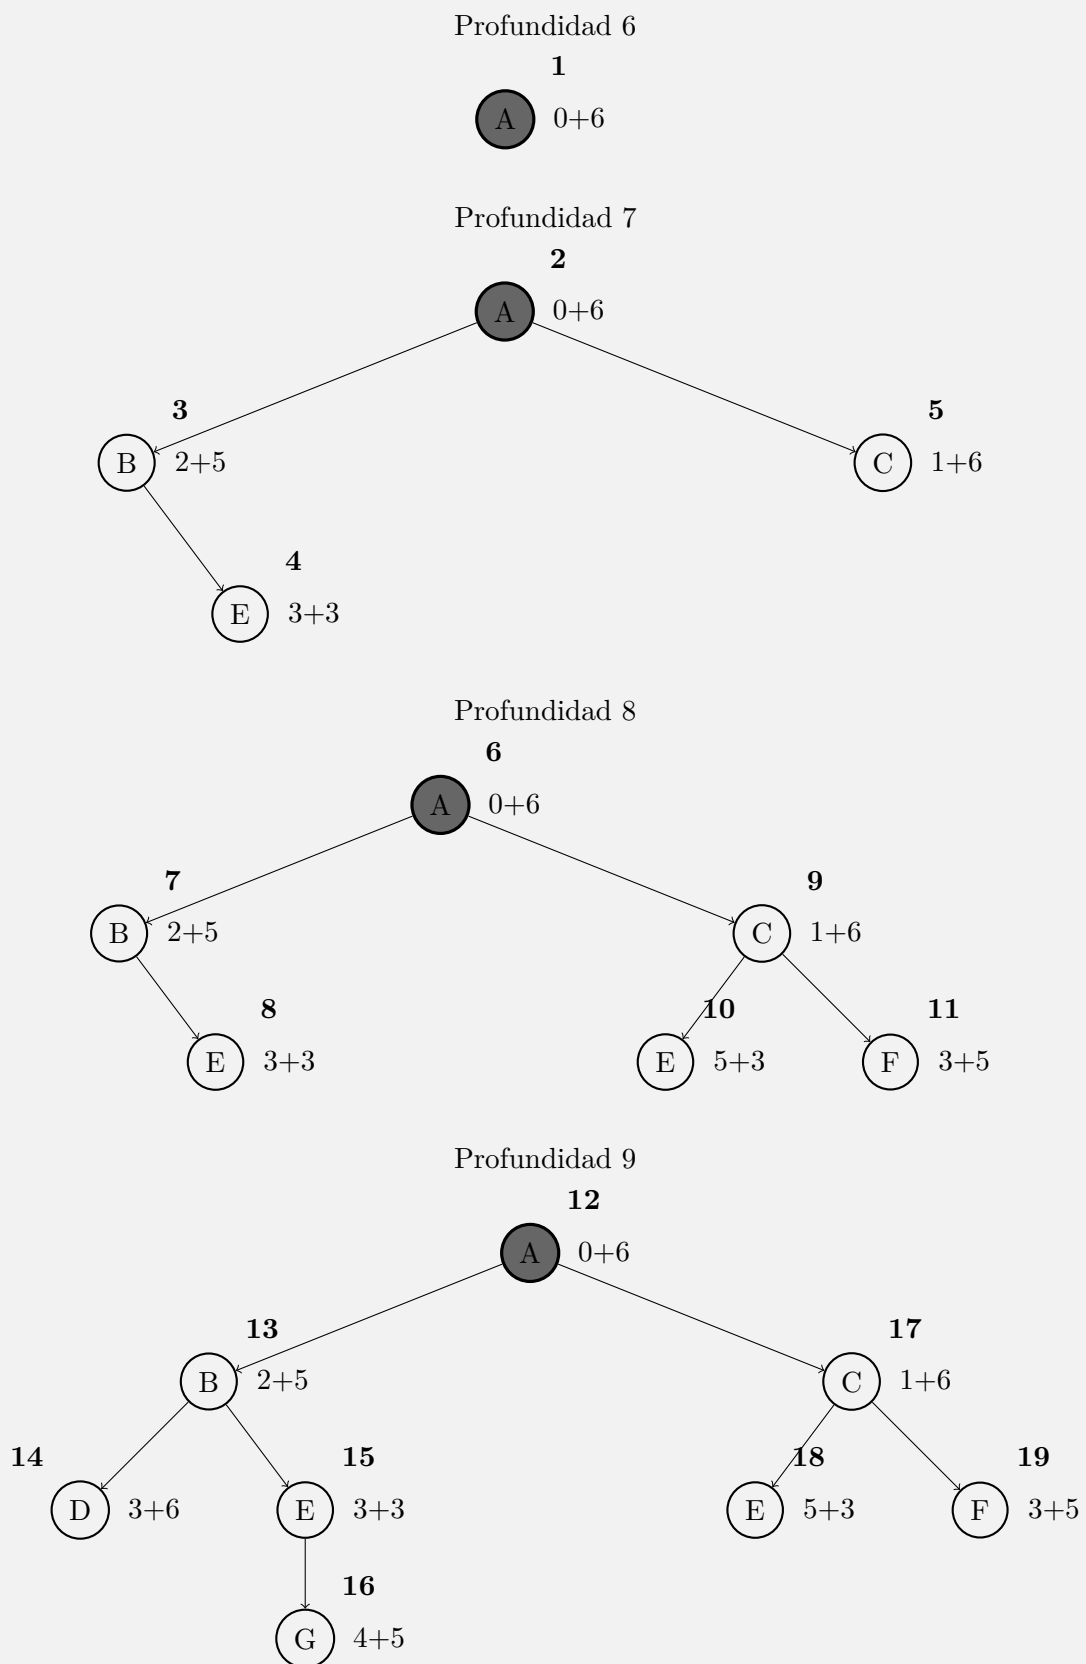 Profundidad 6
1
A 0+6
Profundidad 7
2
A 0+6
3 5
B 2+5 C 1+6
4
E 3+3
Profundidad 8
6
A 0+6
7 9
B 2+5 C 1+6
8 10 11
E 3+3 E 5+3 F 3+5
Profundidad 9
12
A 0+6
13 17
B 2+5 C 1+6
14 15 18 19
D 3+6 E 3+3 E 5+3 F 3+5
16
G 4+5